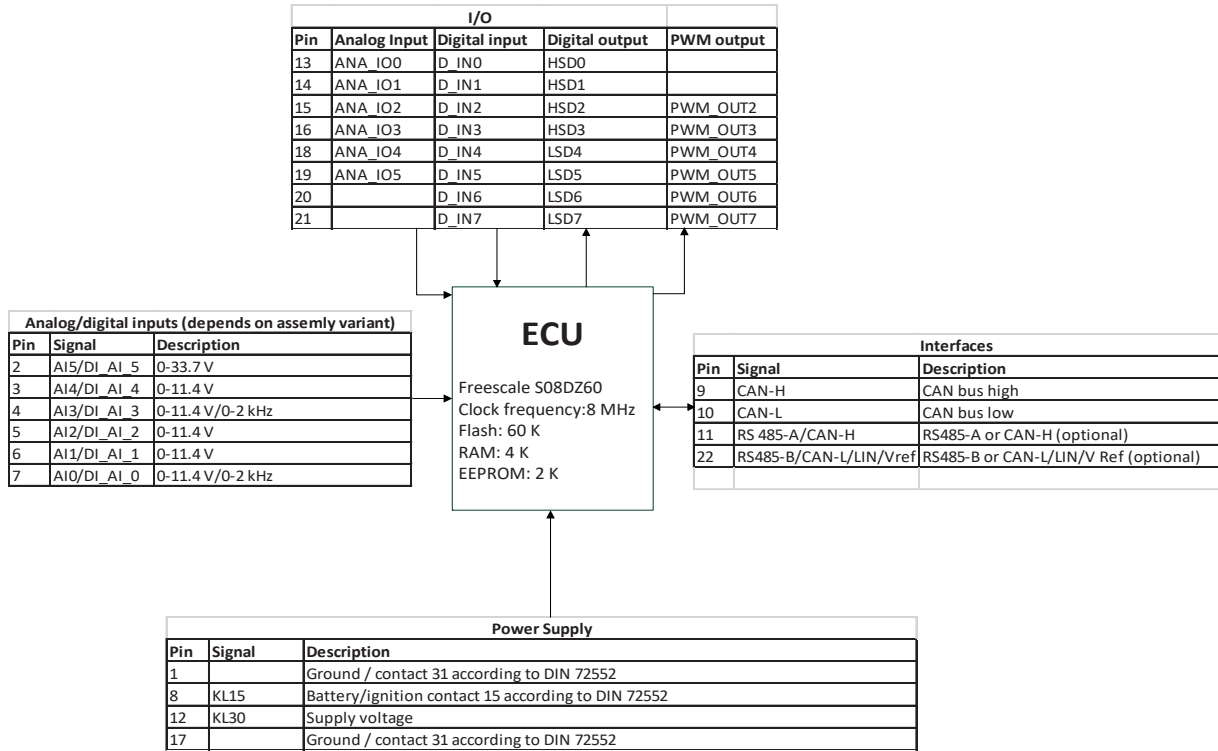 I/O
Pin Analog Input Digital input Digital output PWM output
13 ANA_IO0 D_IN0 HSD0
14 ANA_IO1 D_IN1 HSD1
15 ANA_IO2 D_IN2 HSD2 PWM_OUT2
16 ANA_IO3 D_IN3 HSD3 PWM_OUT3
18 ANA_IO4 D_IN4 LSD4 PWM_OUT4
19 ANA_IO5 D_IN5 LSD5 PWM_OUT5
20 D_IN6 LSD6 PWM_OUT6
21 D_IN7 LSD7 PWM_OUT7
Analog/digital inputs (depends on assemly variant)
Pin Signal Description
2 AI5/DI_AI_5 0-33.7 V
3 AI4/DI_AI_4 0-11.4 V
4 AI3/DI_AI_3 0-11.4 V/0-2 kHz
5 AI2/DI_AI_2 0-11.4 V
6 AI1/DI_AI_1 0-11.4 V
7 AI0/DI_AI_0 0-11.4 V/0-2 kHz
ECU
Freescale S08DZ60
Clock frequency:8 MHz
Flash: 60 K
RAM: 4 K
EEPROM: 2 K
Interfaces
Pin Signal Description
9 CAN-H CAN bus high
10 CAN-L CAN bus low
11 RS 485-A/CAN-H RS485-A or CAN-H (optional)
22 RS485-B/CAN-L/LIN/Vref RS485-B or CAN-L/LIN/V Ref (optional)
Power Supply
Pin Signal Description
1 Ground / contact 31 according to DIN 72552
8 KL15 Battery/ignition contact 15 according to DIN 72552
12 KL30 Supply voltage
17 Ground / contact 31 according to DIN 72552